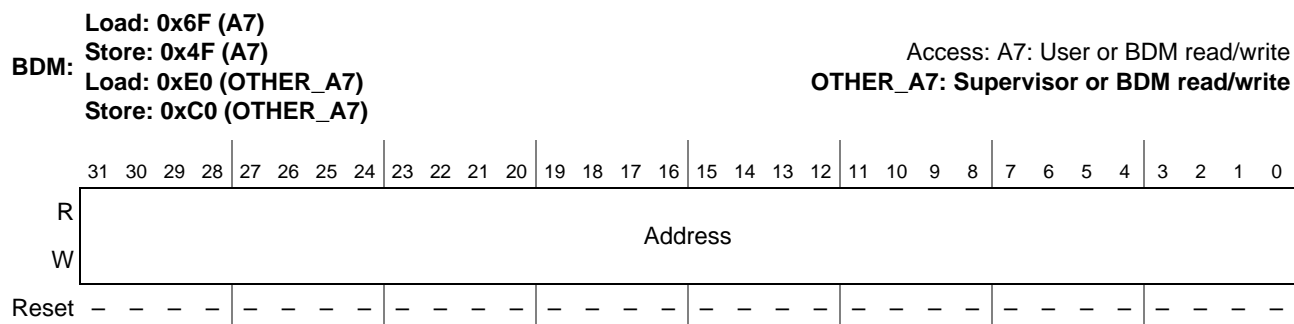 Load: 0x6F (A7)
BDM: Store: 0x4F (A7)
Load: 0xE0 (OTHER_A7)
Store: 0xC0 (OTHER_A7)
Access: A7: User or BDM read/write
OTHER_A7: Supervisor or BDM read/write
31 30 29 28 27 26 25 24 23 22 21 20 19 18 17 16 15 14 13 12 11 10 9 8 7 6 5 4 3 2 1 0
R
Address
W
Reset – – – – – – – – – – – – – – – – – – – – – – – – – – – – – – – –